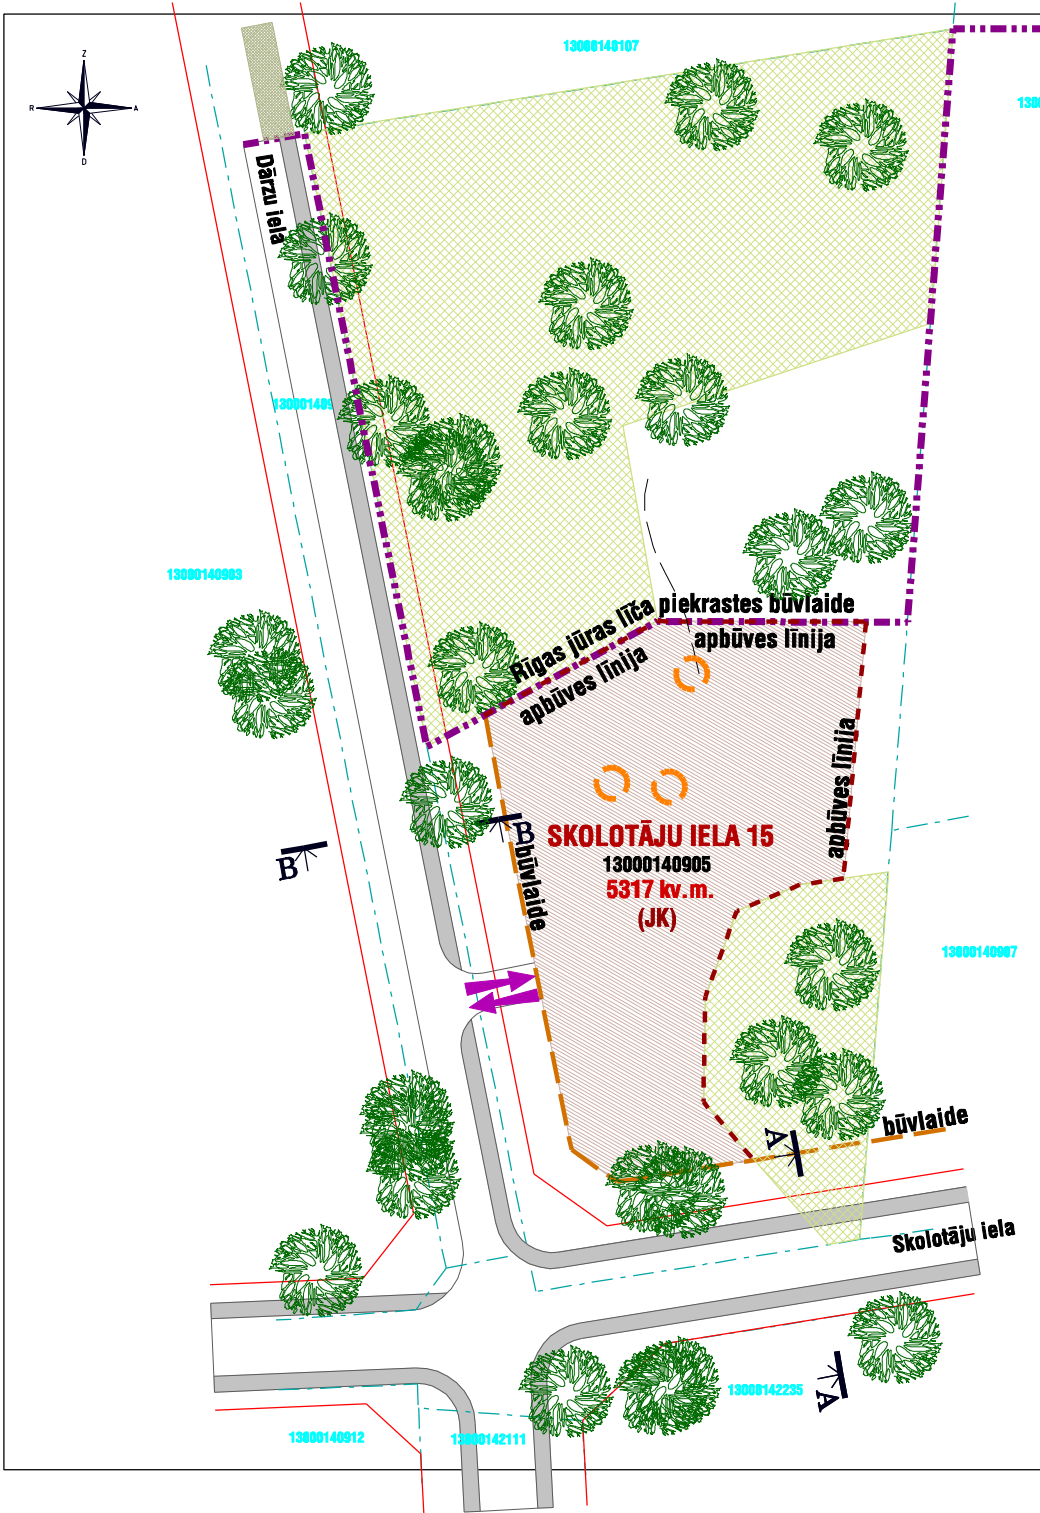 13000140107
Z
R
A
D
Dārzu iela
13000140903
Rīgas jūras līča piekrastes būvlaide
apbūves līnija
apbūves līnija
apbūves līnija
B
B
būvlaide
SKOLOTĀJU IELA 15
13000140905
5317 kv.m.
(JK)
13000140907
A
būvlaide
Skolotāju iela
A
13000142235
13000140912
13000142111